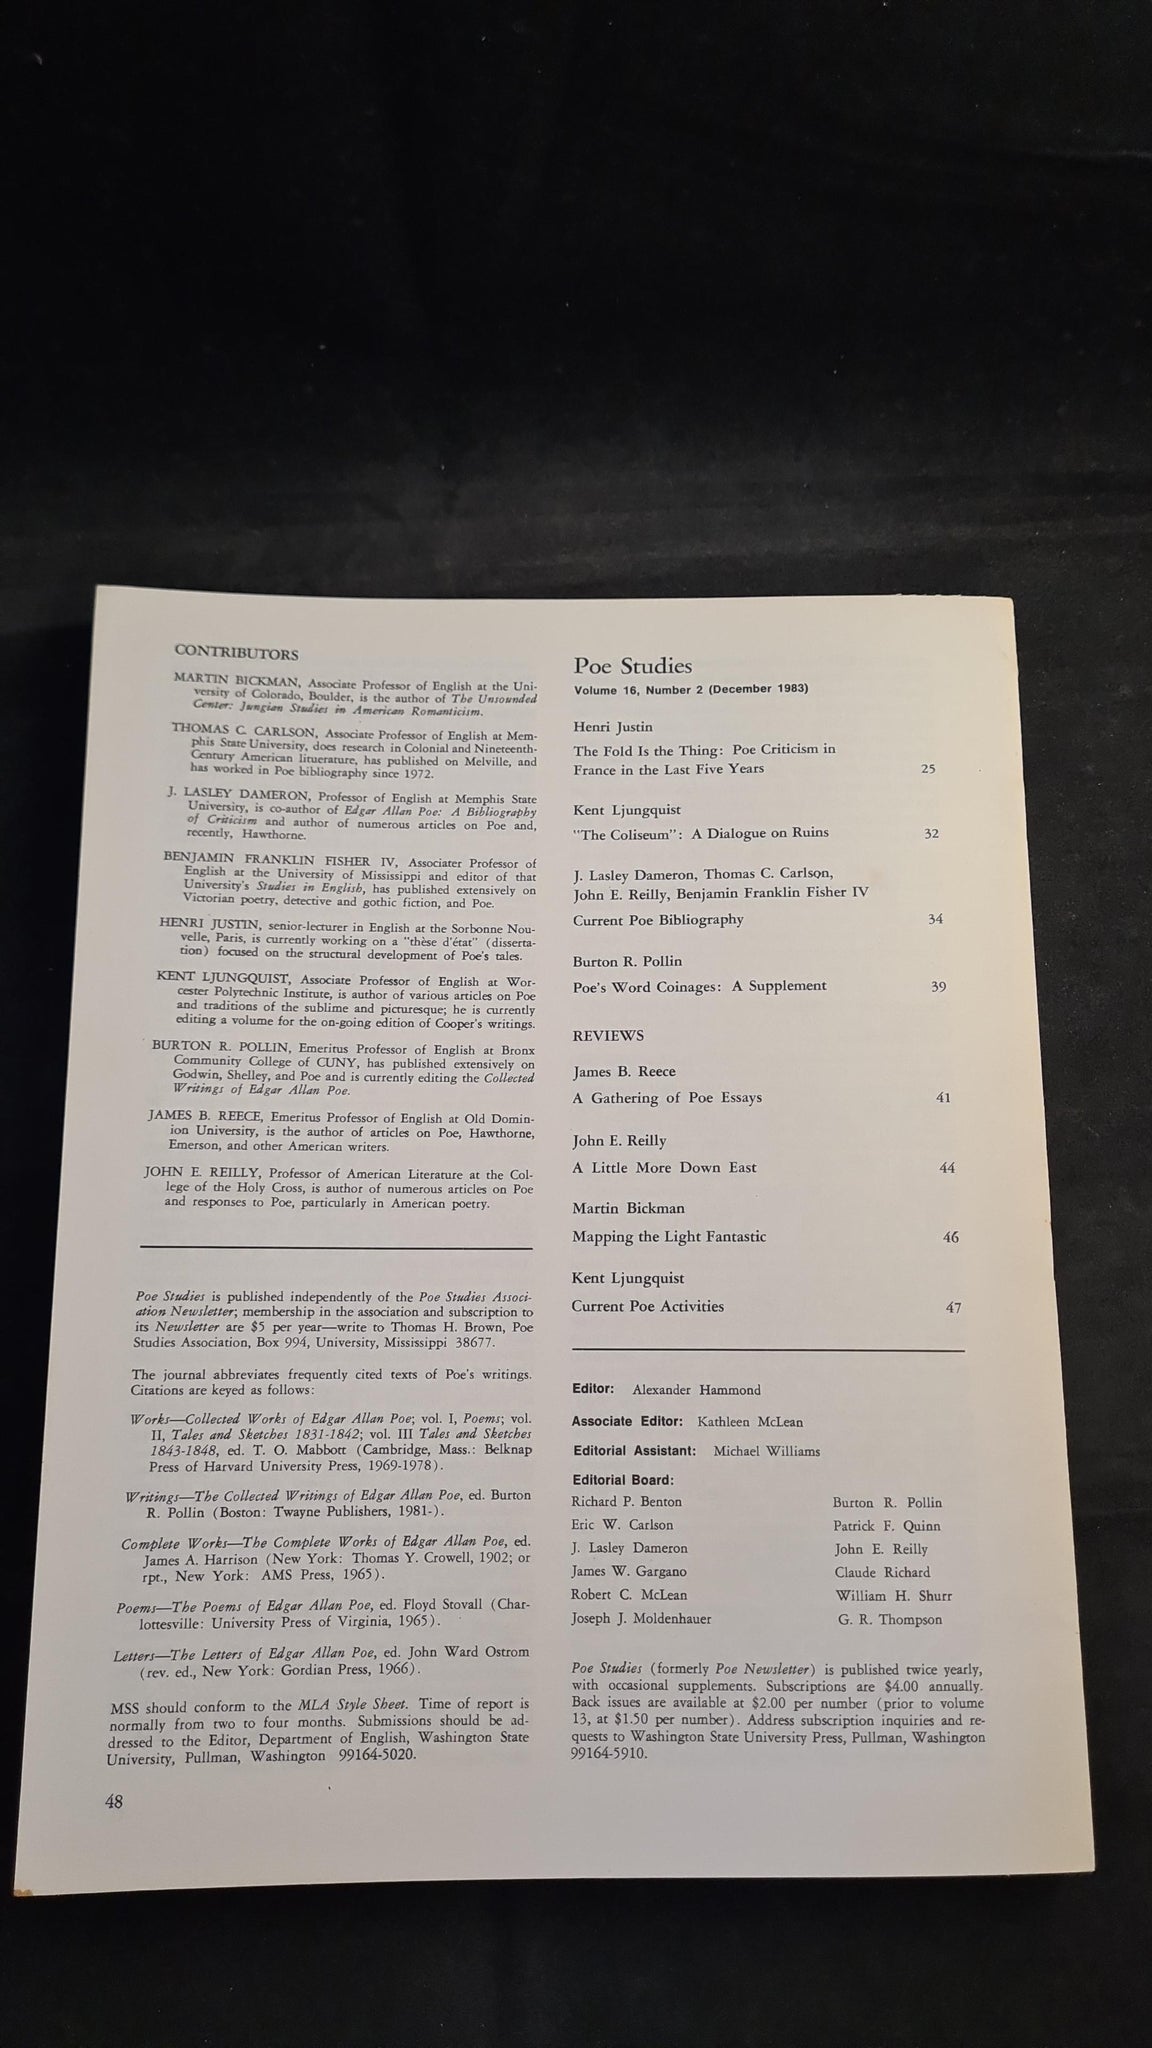 CONTRIBUTORS
MARTIN BICKMAN, Associate Professor of English at the Uni-
versity of Colorado, Boulder, is the author of The Unsounded
Center: Jungian Studies in American Romanticism.
THOMAS C. CARLSON, Associate Professor of English at Mem-
phis State University, does research in Colonial and Nineteenth-
Century American lituerature, has published on Melville, and
has worked in Poe bibliography since 1972.
J. LASLEY DAMERON, Professor of English at Memphis State
University, is co-author of Edgar Allan Poe: A Bibliography
of Criticism and author of numerous articles on Poe and,
recently, Hawthorne.
BENJAMIN FRANKLIN FISHER IV, Associater Professor of
English at the University of Mississippi and editor of that
University's Studies in English, has published extensively on
Victorian poetry, detective and gothic fiction, and Poe.
HENRI JUSTIN, senior-lecturer in English at the Sorbonne Nou-
velle, Paris, is currently working on a "thèse d'état" (disserta-
tion) focused on the structural development of Poe's tales.
KENT LJUNGQUIST, Associate Professor of English at Wor-
cester Polytechnic Institute, is author of various articles on Poe
and traditions of the sublime and picturesque; he is currently
editing a volume for the on-going edition of Cooper's writings.
BURTON R. POLLIN, Emeritus Professor of English at Bronx
Community College of CUNY, has published extensively on
Godwin, Shelley, and Poe and is currently editing the Collected
Writings of Edgar Allan Poe.
JAMES B. REECE, Emeritus Professor of English at Old Domin-
ion University, is the author of articles on Poe, Hawthorne,
Emerson, and other American writers.
JOHN E. REILLY, Professor of American Literature at the Col-
lege of the Holy Cross, is author of numerous articles on Poe
and responses to Poe, particularly in American poetry.
Poe Studies is published independently of the Poe Studies Associ-
ation Newsletter; membership in the association and subscription to
its Newsletter are $5 per year—write to Thomas H. Brown, Poe
Studies Association, Box 994, University, Mississippi 38677.
The journal abbreviates frequently cited texts of Poe's writings.
Citations are keyed as follows:
Works—Collected Works of Edgar Allan Poe; vol. I, Poems; vol.
II, Tales and Sketches 1831-1842; vol. III Tales and Sketches
1843-1848, ed. T. O. Mabbott (Cambridge, Mass.: Belknap
Press of Harvard University Press, 1969-1978).
Writings—The Collected Writings of Edgar Allan Poe, ed. Burton
R. Pollin (Boston: Twayne Publishers, 1981-).
Complete Works—The Complete Works of Edgar Allan Poe, ed.
James A. Harrison (New York: Thomas Y. Crowell, 1902; or
rpt., New York: AMS Press, 1965).
Poems—The Poems of Edgar Allan Poe, ed. Floyd Stovall (Char-
lottesville: University Press of Virginia, 1965).
Letters—The Letters of Edgar Allan Poe, ed. John Ward Ostrom
(rev. ed., New York: Gordian Press, 1966).
MSS should conform to the MLA Style Sheet. Time of report is
normally from two to four months. Submissions should be ad-
dressed to the Editor, Department of English, Washington State
University, Pullman, Washington 99164-5020.
48
Poe Studies
Volume 16, Number 2 (December 1983)
Henri Justin
The Fold Is the Thing: Poe Criticism in
France in the Last Five Years 25
Kent Ljungquist
"The Coliseum": A Dialogue on Ruins 32
J. Lasley Dameron, Thomas C. Carlson,
John E. Reilly, Benjamin Franklin Fisher IV
Current Poe Bibliography 34
Burton R. Pollin
Poe's Word Coinages: A Supplement 39
REVIEWS
James B. Reece
A Gathering of Poe Essays 41
John E. Reilly
A Little More Down East 44
Martin Bickman
Mapping the Light Fantastic 46
Kent Ljungquist
Current Poe Activities 47
Editor: Alexander Hammond
Associate Editor: Kathleen McLean
Editorial Assistant: Michael Williams
Editorial Board:
Richard P. Benton Burton R. Pollin
Eric W. Carlson Patrick F. Quinn
J. Lasley Dameron John E. Reilly
James W. Gargano Claude Richard
Robert C. McLean William H. Shurr
Joseph J. Moldenhauer G. R. Thompson
Poe Studies (formerly Poe Newsletter) is published twice yearly,
with occasional supplements. Subscriptions are $4.00 annually.
Back issues are available at $2.00 per number (prior to volume
13, at $1.50 per number). Address subscription inquiries and re-
quests to Washington State University Press, Pullman, Washington
99164-5910.